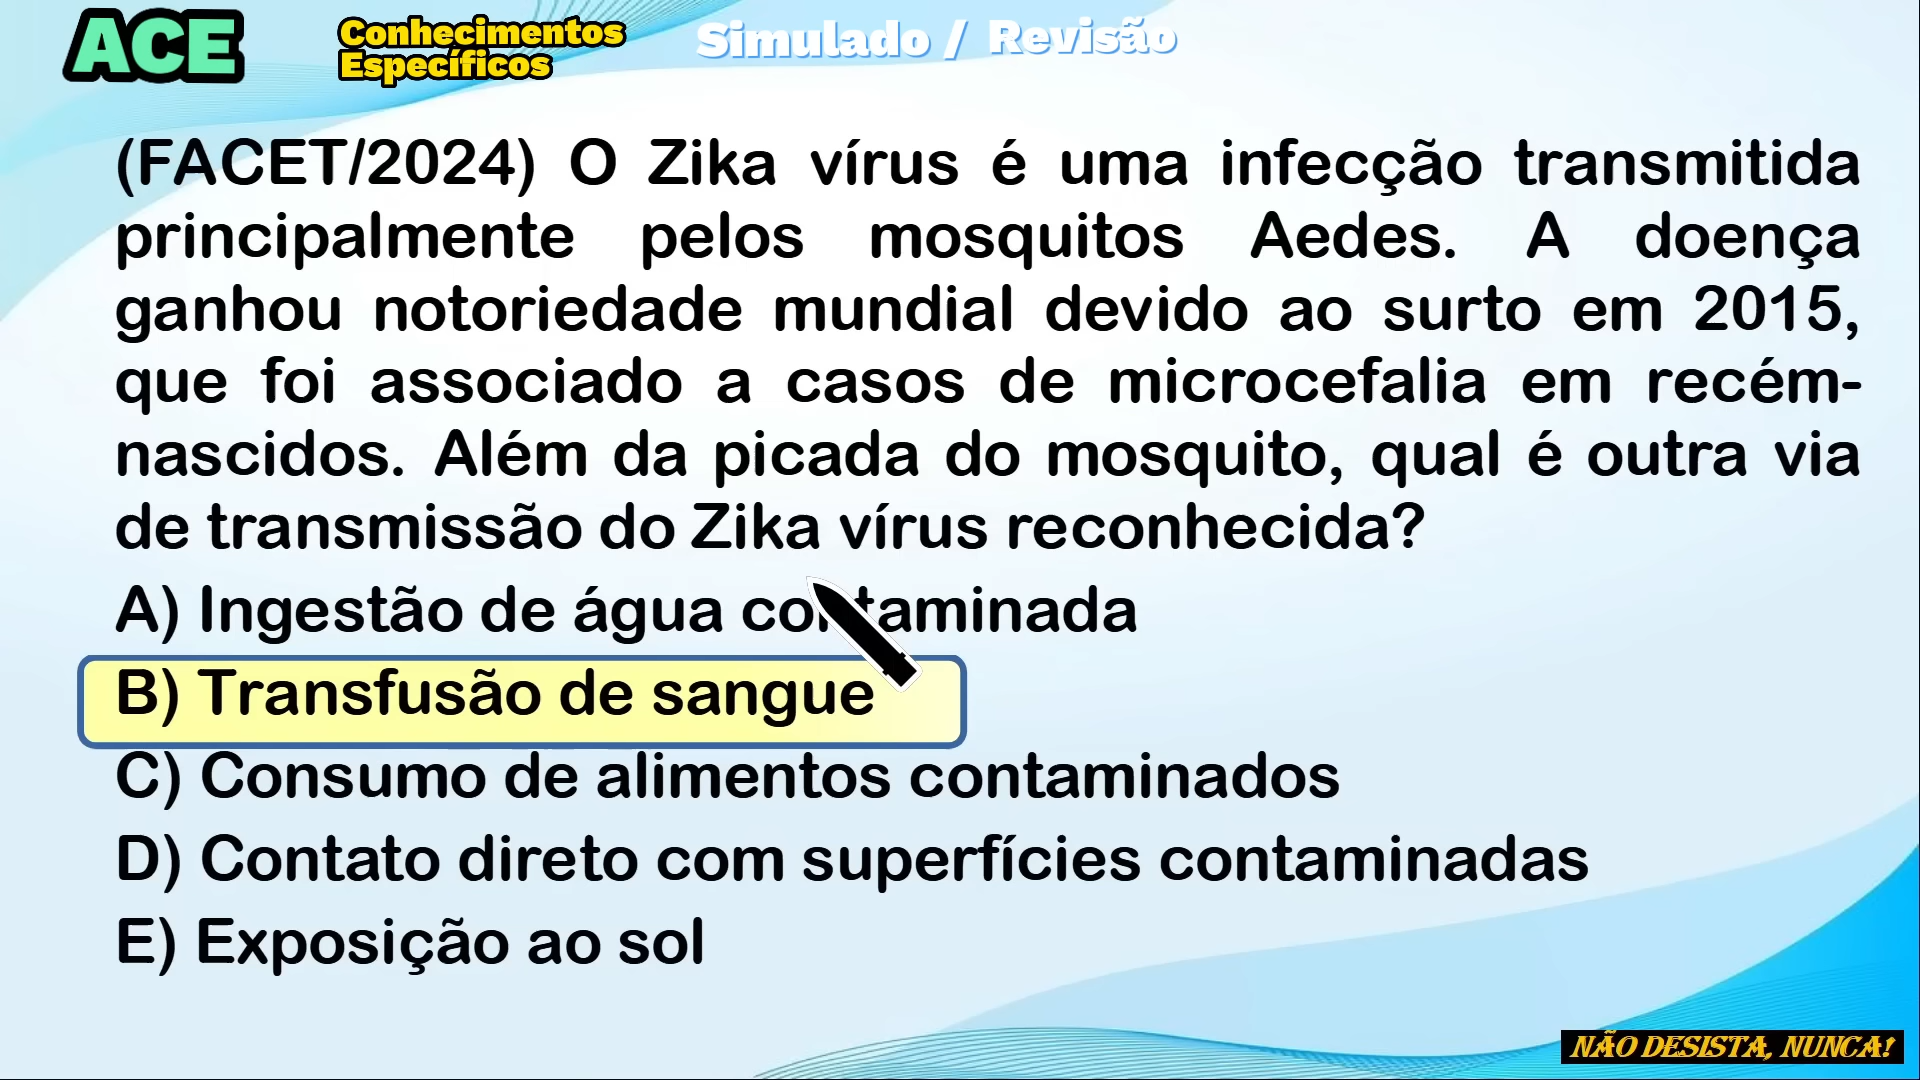 ACE
Conhecimentos
Específicos
Simulado / Revisão
(FACET/2024) O Zika vírus é uma infecção transmitida
principalmente pelos mosquitos Aedes. A doença
ganhou notoriedade mundial devido ao surto em 2015,
que foi associado a casos de microcefalia em recém-
nascidos. Além da picada do mosquito, qual é outra via
de transmissão do Zika vírus reconhecida?
A) Ingestão de água contaminada
B) Transfusão de sangue
C) Consumo de alimentos contaminados
D) Contato direto com superfícies contaminadas
E) Exposição ao sol
NÃO DESISTA, NUNCA!